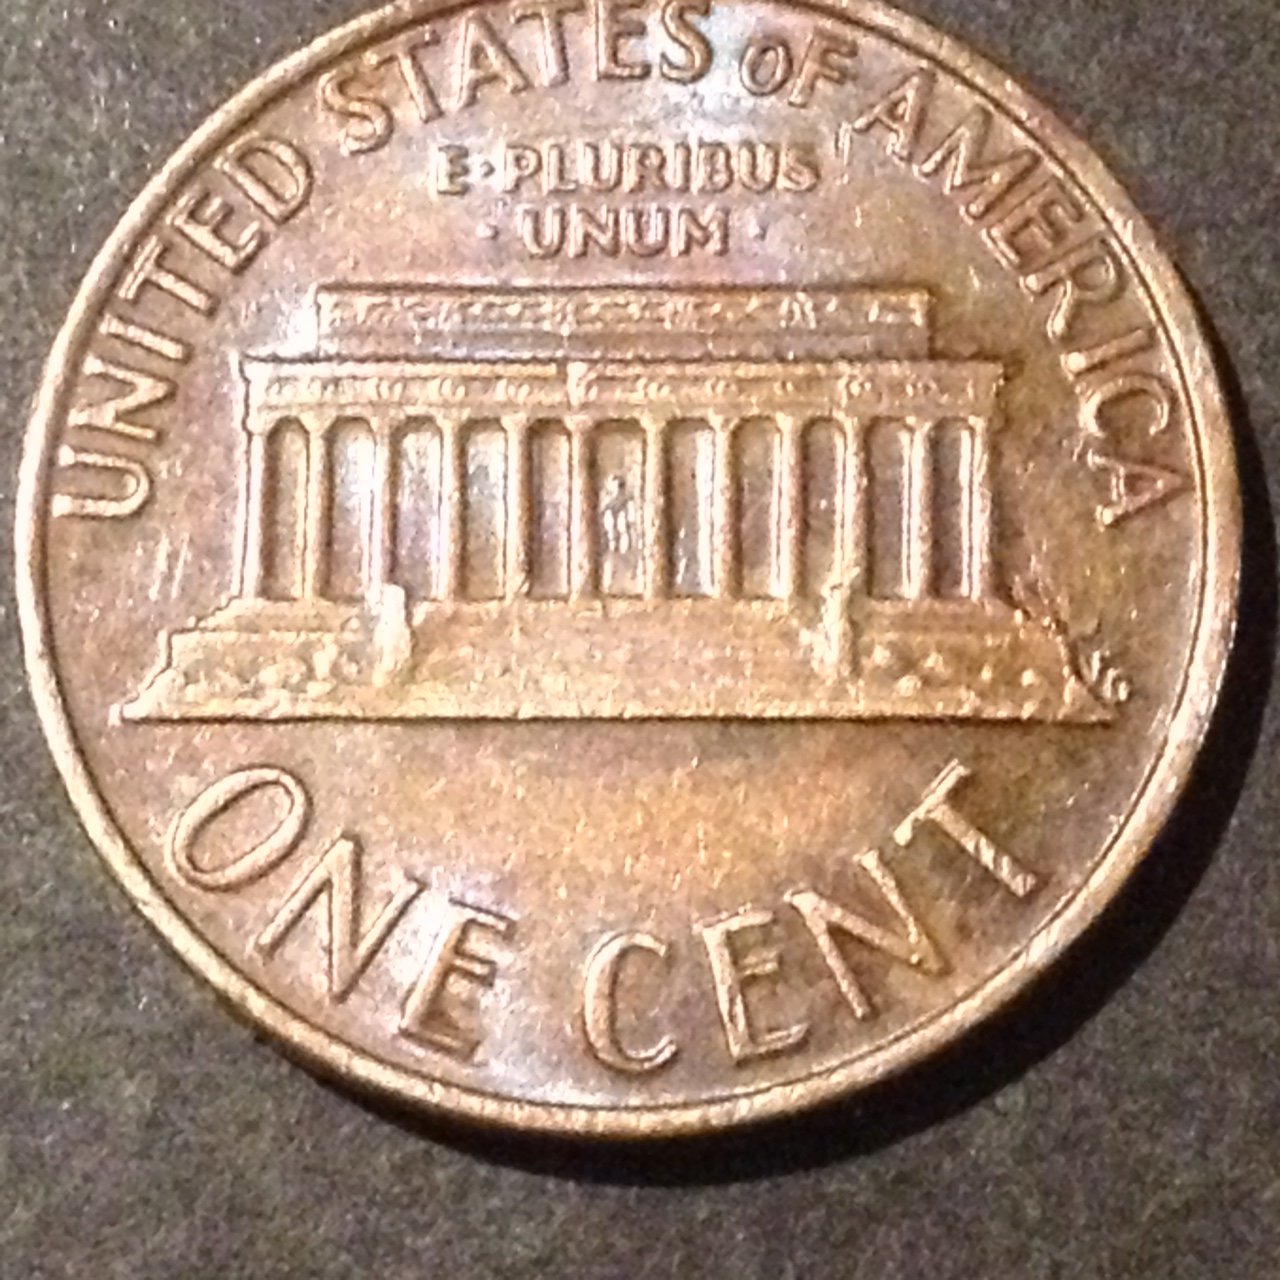 UNITED STATES OF AMERICA
E·PLURIBUS
·UNUM·
ONE CENT